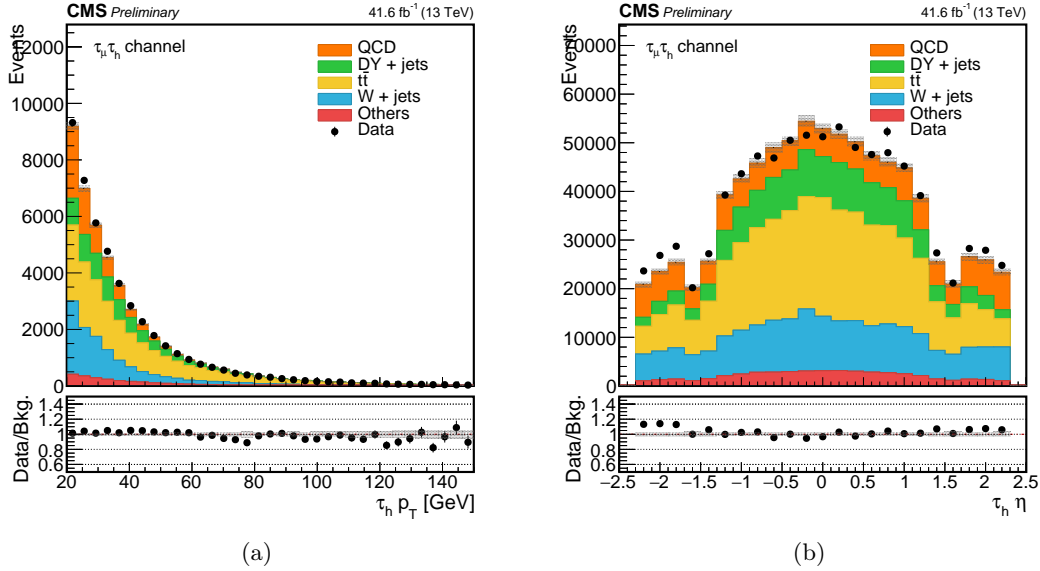 CMS Preliminary 41.6 fb⁻¹ (13 TeV)
Events
τμτh channel
QCD
DY + jets
tt̄
W + jets
Others
Data
12000
10000
8000
6000
4000
2000
0
Data/Bkg.
1.4
1.2
1
0.8
0.6
20 40 60 80 100 120 140
τh pT [GeV]
(a)
CMS Preliminary 41.6 fb⁻¹ (13 TeV)
Events
τμτh channel
QCD
DY + jets
tt̄
W + jets
Others
Data
70000
60000
50000
40000
30000
20000
10000
0
Data/Bkg.
1.4
1.2
1
0.8
0.6
−2.5 −2 −1.5 −1 −0.5 0 0.5 1 1.5 2 2.5
τh η
(b)